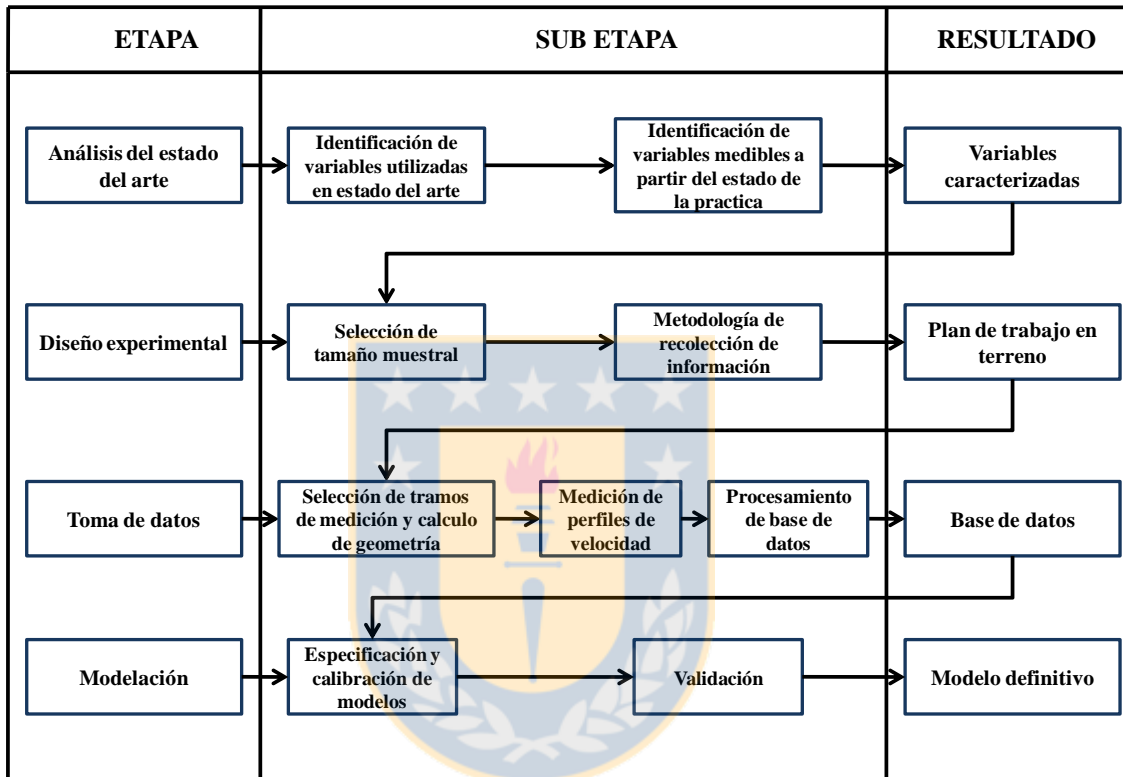 ETAPA
SUB ETAPA
RESULTADO
Análisis del estado
del arte
Identificación de
variables utilizadas
en estado del arte
Identificación de
variables medibles a
partir del estado de
la practica
Variables
caracterizadas
Diseño experimental
Selección de
tamaño muestral
Metodología de
recolección de
información
Plan de trabajo en
terreno
Toma de datos
Selección de tramos
de medición y calculo
de geometría
Medición de
perfiles de
velocidad
Procesamiento
de base de
datos
Base de datos
Modelación
Especificación y
calibración de
modelos
Validación
Modelo definitivo